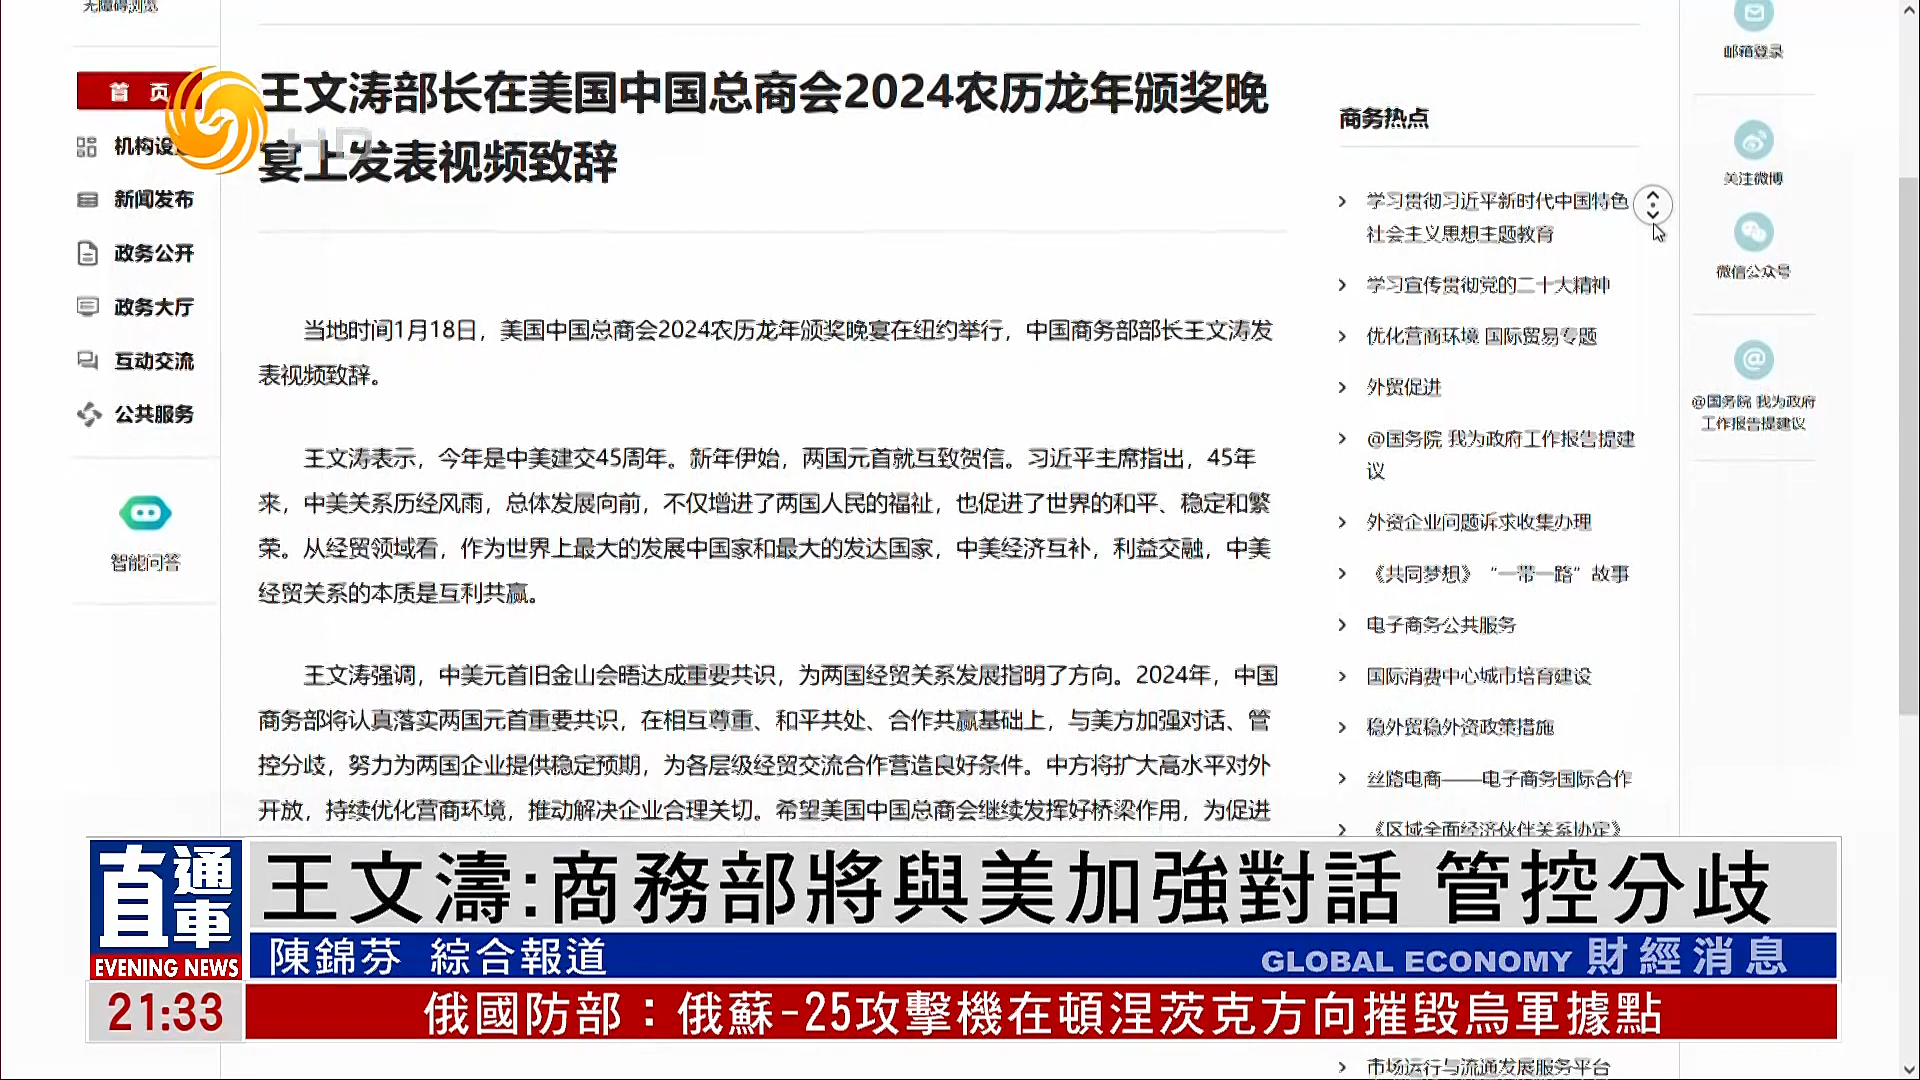 无障碍浏览
首 页
机构设
新闻发布
政务公开
政务大厅
互动交流
公共服务
智能问答
HD
王文涛部长在美国中国总商会2024农历龙年颁奖晚
宴上发表视频致辞
当地时间1月18日，美国中国总商会2024农历龙年颁奖晚宴在纽约举行，中国商务部部长王文涛发
表视频致辞。
王文涛表示，今年是中美建交45周年。新年伊始，两国元首就互致贺信。习近平主席指出，45年
来，中美关系历经风雨，总体发展向前，不仅增进了两国人民的福祉，也促进了世界的和平、稳定和繁
荣。从经贸领域看，作为世界上最大的发展中国家和最大的发达国家，中美经济互补，利益交融，中美
经贸关系的本质是互利共赢。
王文涛强调，中美元首旧金山会晤达成重要共识，为两国经贸关系发展指明了方向。2024年，中国
商务部将认真落实两国元首重要共识，在相互尊重、和平共处、合作共赢基础上，与美方加强对话、管
控分歧，努力为两国企业提供稳定预期，为各层级经贸交流合作营造良好条件。中方将扩大高水平对外
开放，持续优化营商环境，推动解决企业合理关切。希望美国中国总商会继续发挥好桥梁作用，为促进
商务热点
学习贯彻习近平新时代中国特色
社会主义思想主题教育
学习宣传贯彻党的二十大精神
优化营商环境 国际贸易专题
外贸促进
@国务院 我为政府工作报告提建
议
外资企业问题诉求收集办理
《共同梦想》“一带一路”故事
电子商务公共服务
国际消费中心城市培育建设
稳外贸稳外资政策措施
丝路电商——电子商务国际合作
《区域全面经济伙伴关系协定》
市场运行与流通发展服务平台
邮箱登录
关注微博
微信公众号
@国务院 我为政府
工作报告提建议
直通車
EVENING NEWS
王文濤:商務部將與美加強對話 管控分歧
陳錦芬 綜合報道
GLOBAL ECONOMY 財經消息
21:33
俄國防部：俄蘇-25攻擊機在頓涅茨克方向摧毀烏軍據點